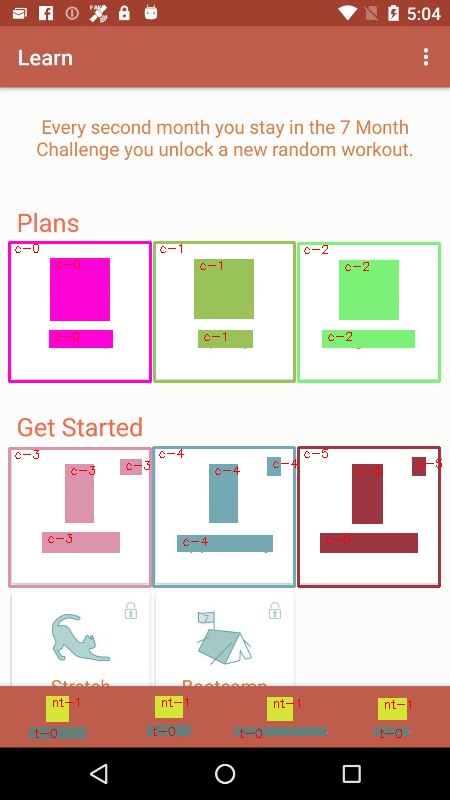 5:04
Learn
Every second month you stay in the 7 Month
Challenge you unlock a new random workout.
Plans
c-0 c-1 c-2
c-0 c-1 c-2
c-0 c-1 c-2
Get Started
c-3 c-4 c-5
c-3 c-3 c-4 c-4 c-5 c-5
c-3 c-4 c-5
7
Stretch Bootcamp
nt-1 nt-1 nt-1 nt-1
t-0 t-0 t-0 t-0